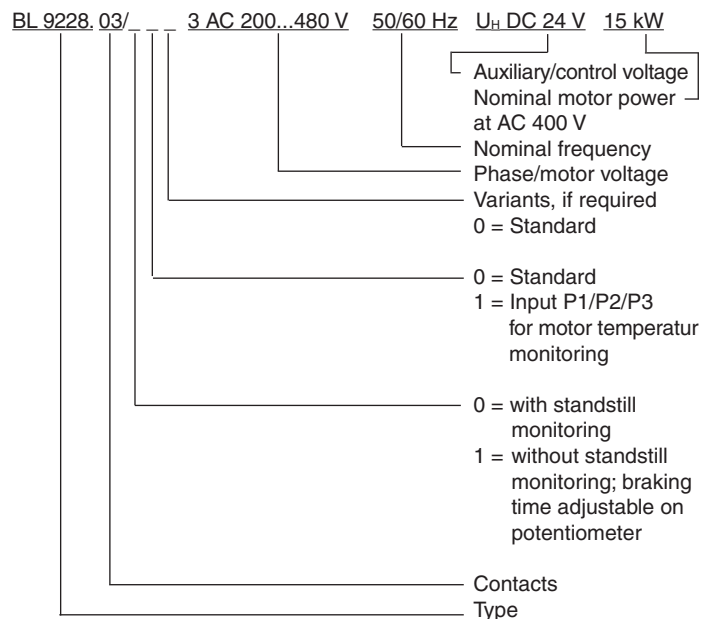 BL 9228. 03/_ _ _ 3 AC 200...480 V 50/60 Hz UH DC 24 V 15 kW
Auxiliary/control voltage
Nominal motor power
at AC 400 V
Nominal frequency
Phase/motor voltage
Variants, if required
0 = Standard
0 = Standard
1 = Input P1/P2/P3
for motor temperatur
monitoring
0 = with standstill
monitoring
1 = without standstill
monitoring; braking
time adjustable on
potentiometer
Contacts
Type